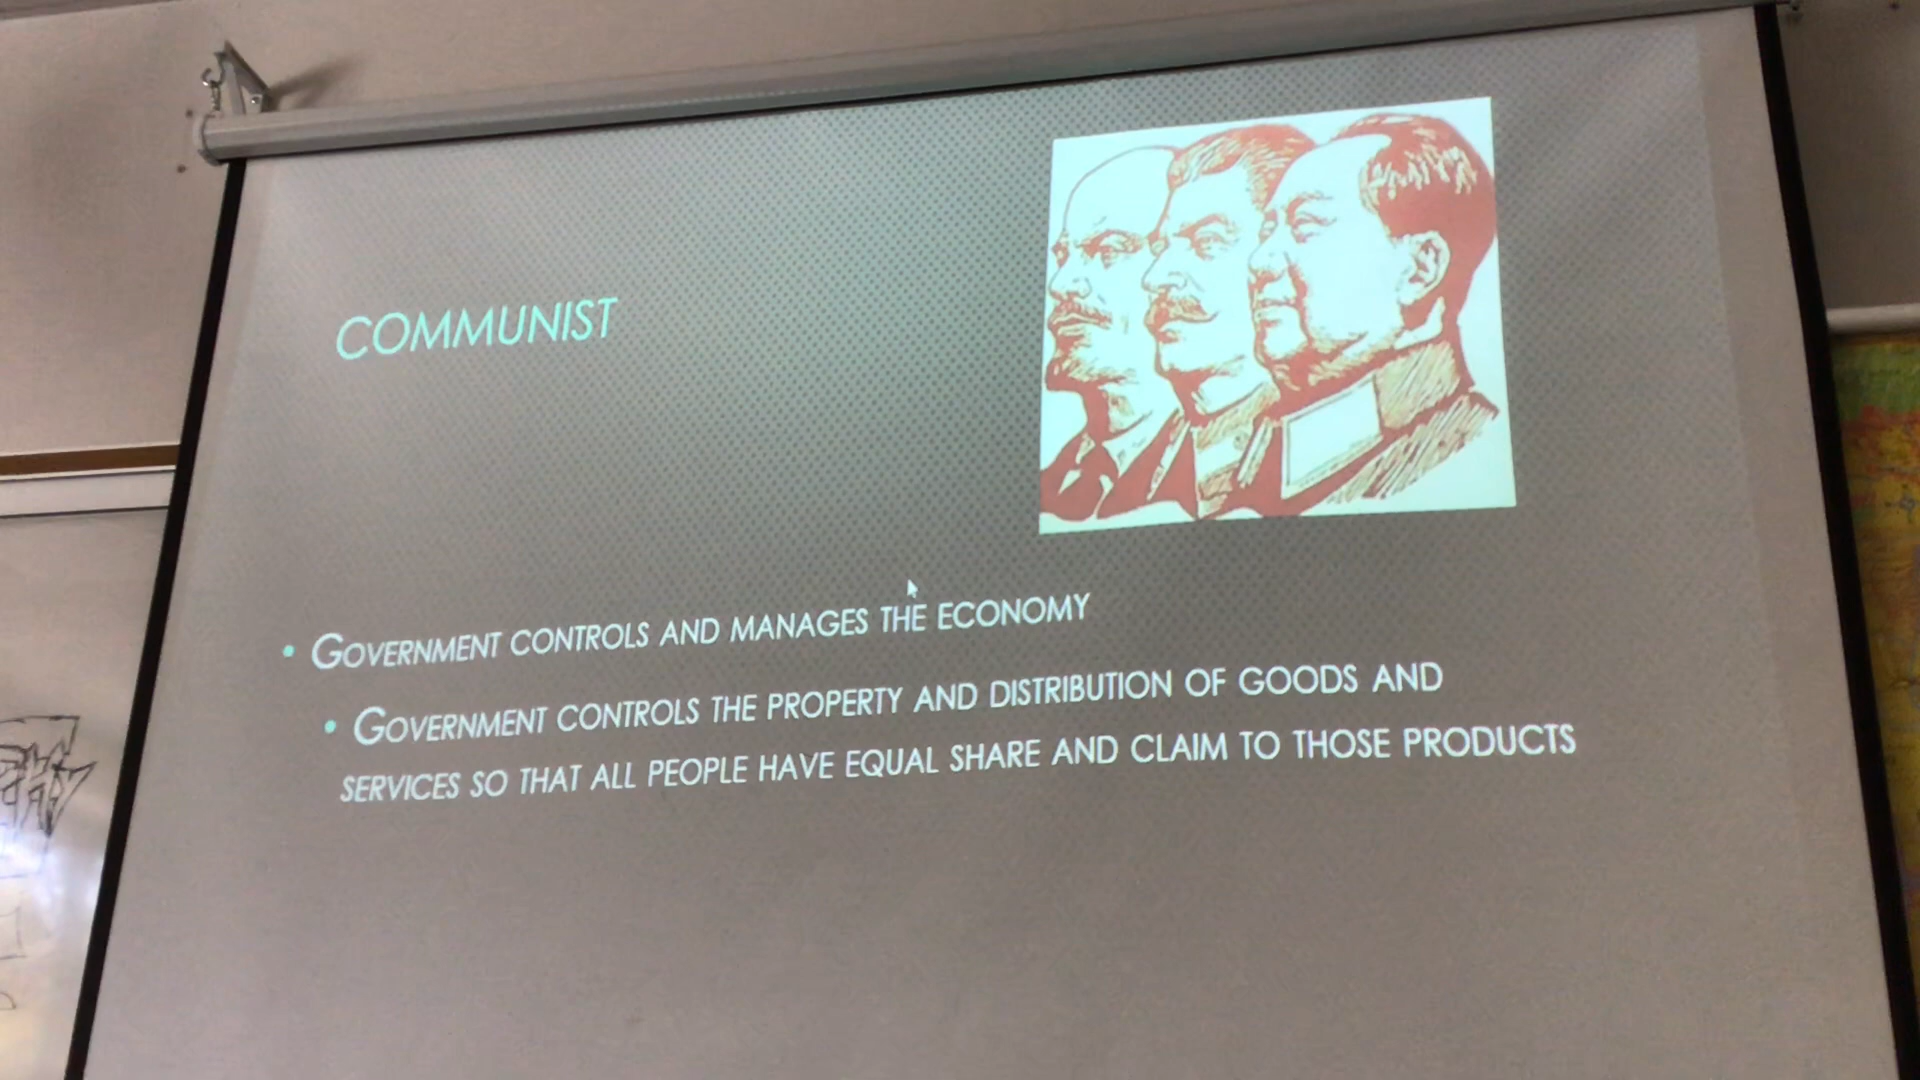 COMMUNIST
• GOVERNMENT CONTROLS AND MANAGES THE ECONOMY
• GOVERNMENT CONTROLS THE PROPERTY AND DISTRIBUTION OF GOODS AND
SERVICES SO THAT ALL PEOPLE HAVE EQUAL SHARE AND CLAIM TO THOSE PRODUCTS